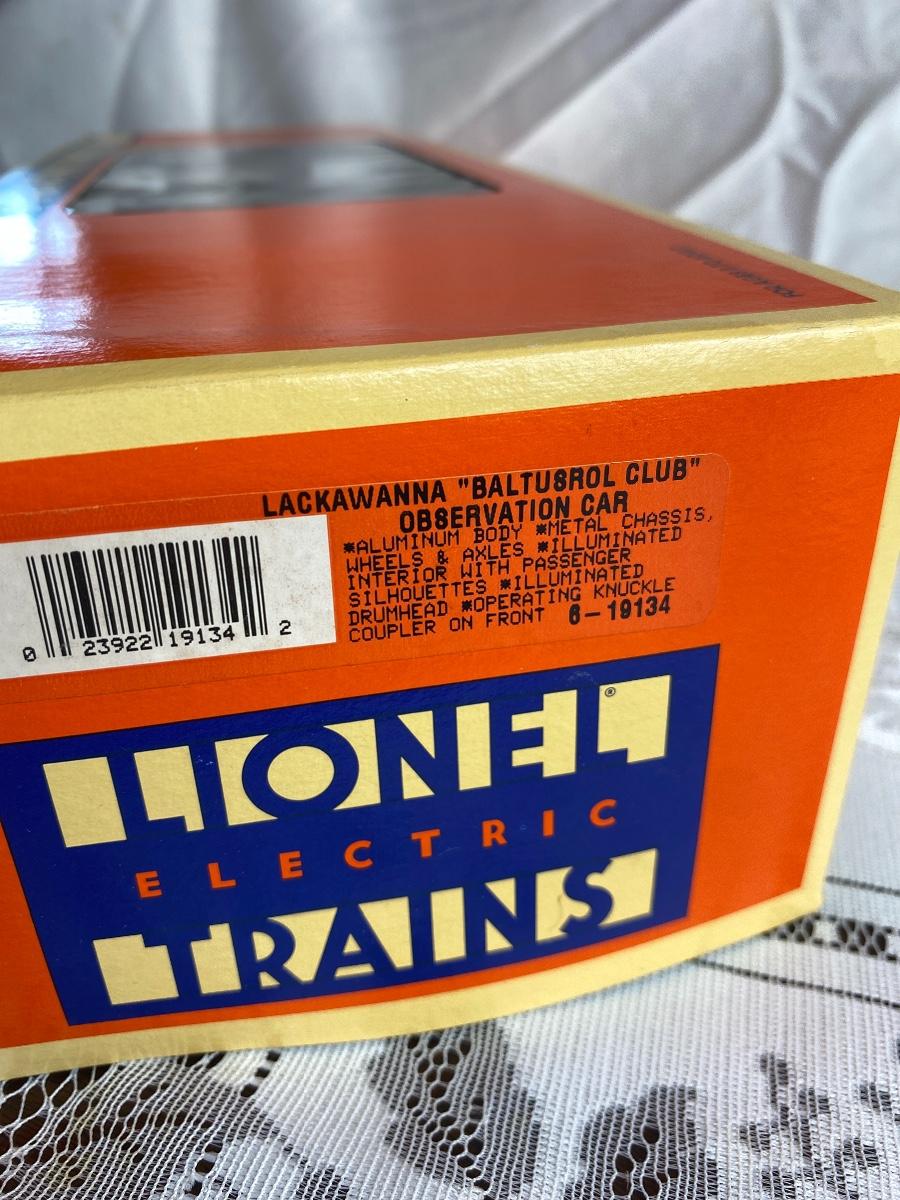 LACKAWANNA "BALTUSROL CLUB"
OBSERVATION CAR
*ALUMINUM BODY *METAL CHASSIS,
WHEELS & AXLES *ILLUMINATED
INTERIOR WITH PASSENGER
SILHOUETTES *ILLUMINATED
DRUMHEAD *OPERATING KNUCKLE
COUPLER ON FRONT 6-19134
0 23922 19134 2
LIONEL®
ELECTRIC
TRAINS